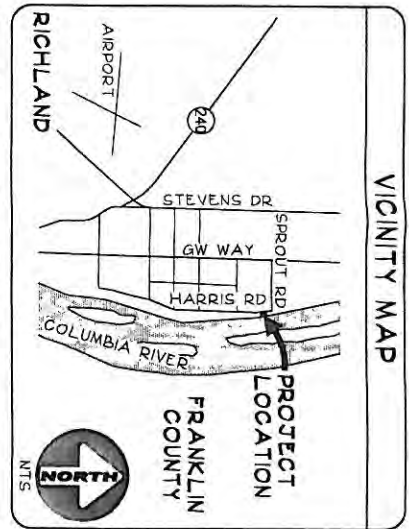 VICINITY MAP
AIRPORT
RICHLAND
240
STEVENS DR
GW WAY
SPROUT RD
HARRIS RD
COLUMBIA RIVER
PROJECT
LOCATION
FRANKLIN
COUNTY
NORTH
NTS